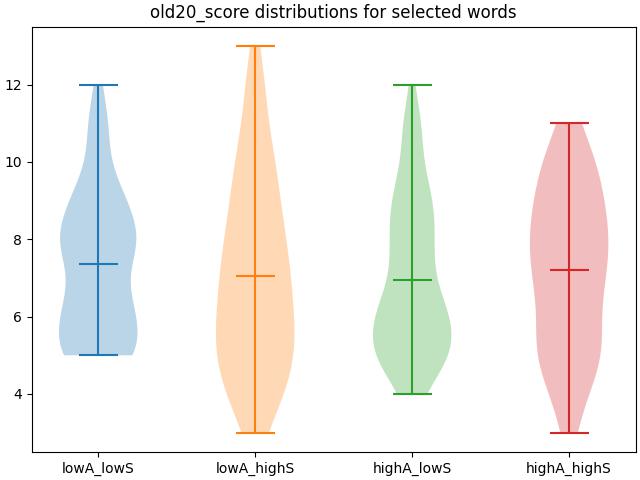 old20_score distributions for selected words
12
10
8
6
4
lowA_lowS
lowA_highS
highA_lowS
highA_highS